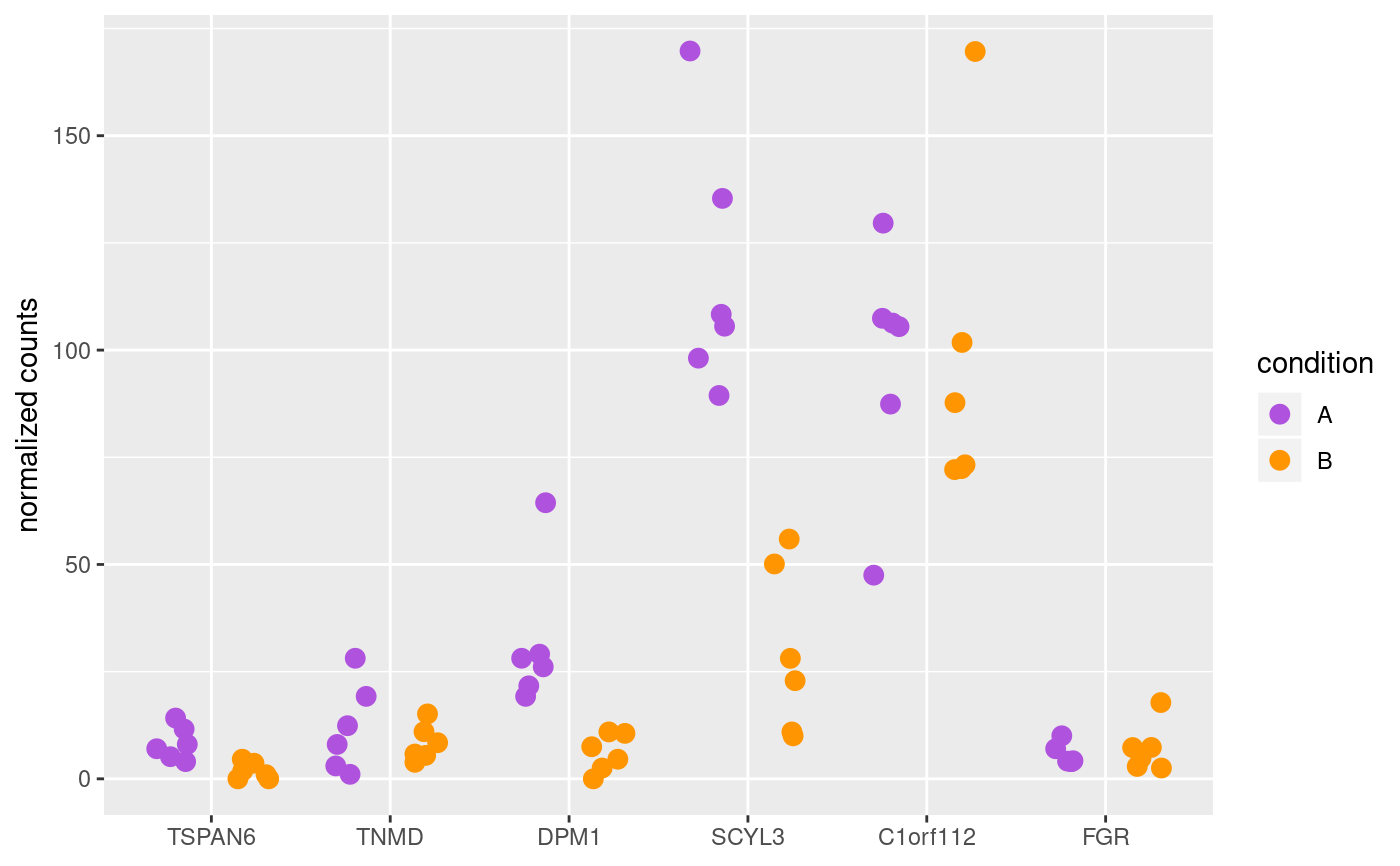 normalized counts
150
100
50
0
TSPAN6 TNMD DPM1 SCYL3 C1orf112 FGR
condition
A
B